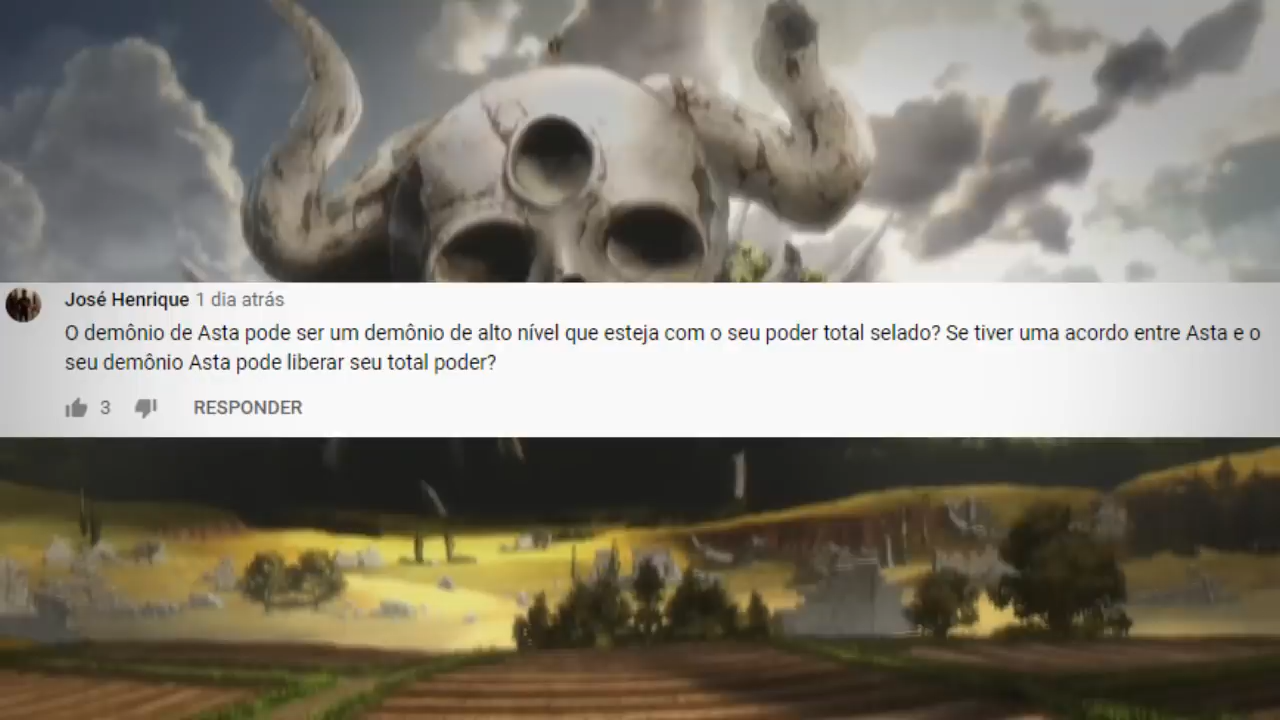 José Henrique 1 dia atrás
O demônio de Asta pode ser um demônio de alto nível que esteja com o seu poder total selado? Se tiver uma acordo entre Asta e o
seu demônio Asta pode liberar seu total poder?
3 RESPONDER